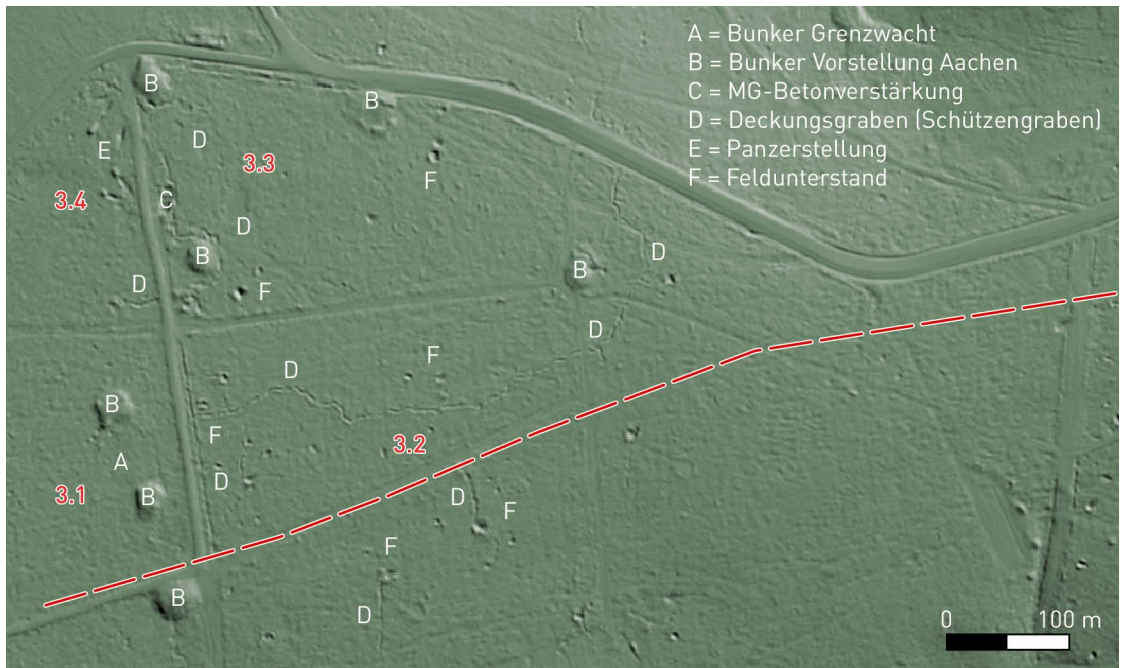 A = Bunker Grenzwacht
B = Bunker Vorstellung Aachen
C = MG-Betonverstärkung
D = Deckungsgraben (Schützengraben)
E = Panzerstellung
F = Feldunterstand
B
B
D
E
3.3
F
3.4
C
D
B
D
B
D
F
D
F
D
B
F
3.2
A
D
3.1
B
D
F
F
B
D
0 100 m